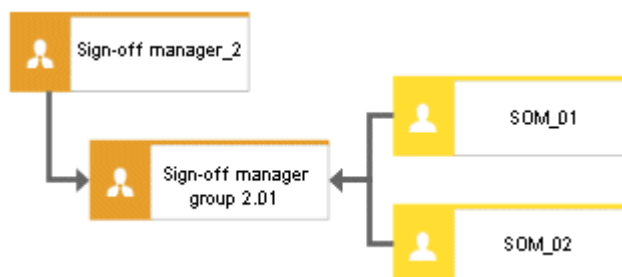 Sign-off manager_2
SOM_01
Sign-off manager
group 2.01
SOM_02